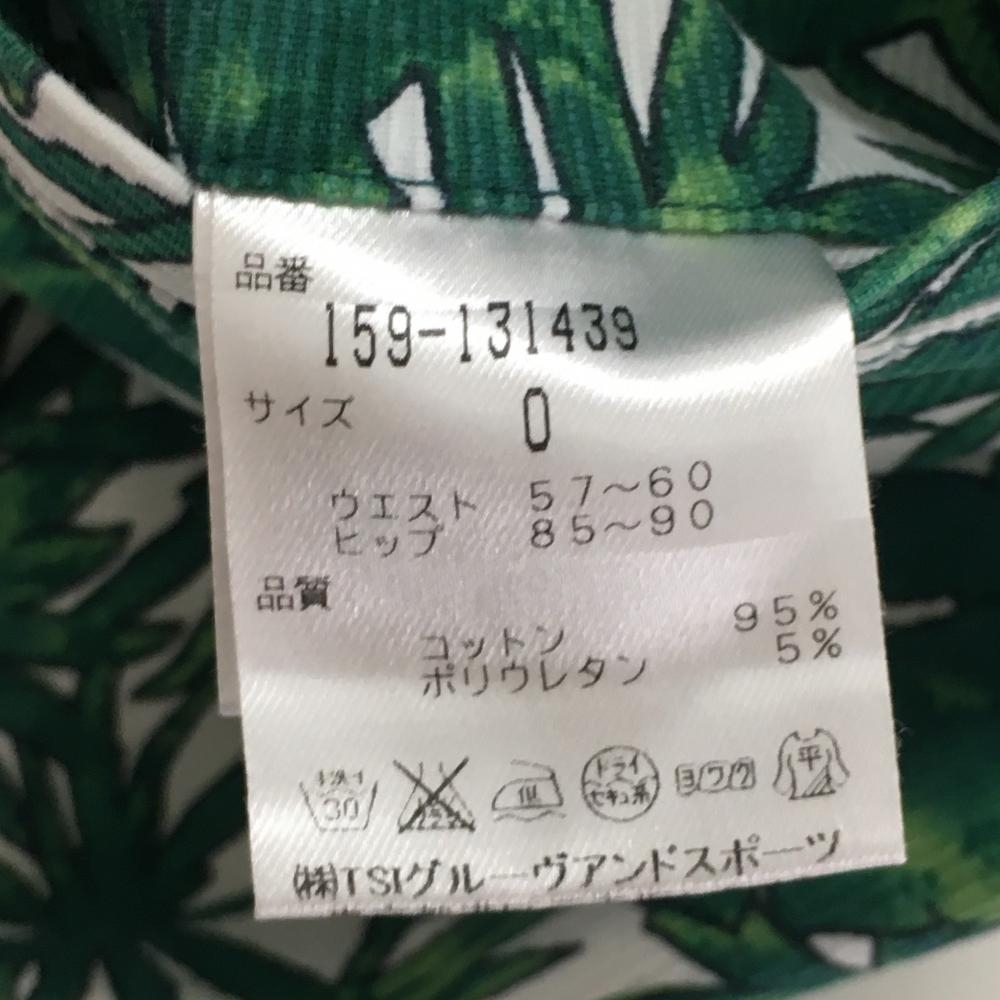 品番
159-131439
サイズ 0
ウエスト 57～60
ヒップ 85～90
品質
コットン 95%
ポリウレタン 5%
手洗イ 30 エンソ 低 ドライ セキユ系 ヨワク 平
㈱TSIグルーヴアンドスポーツ